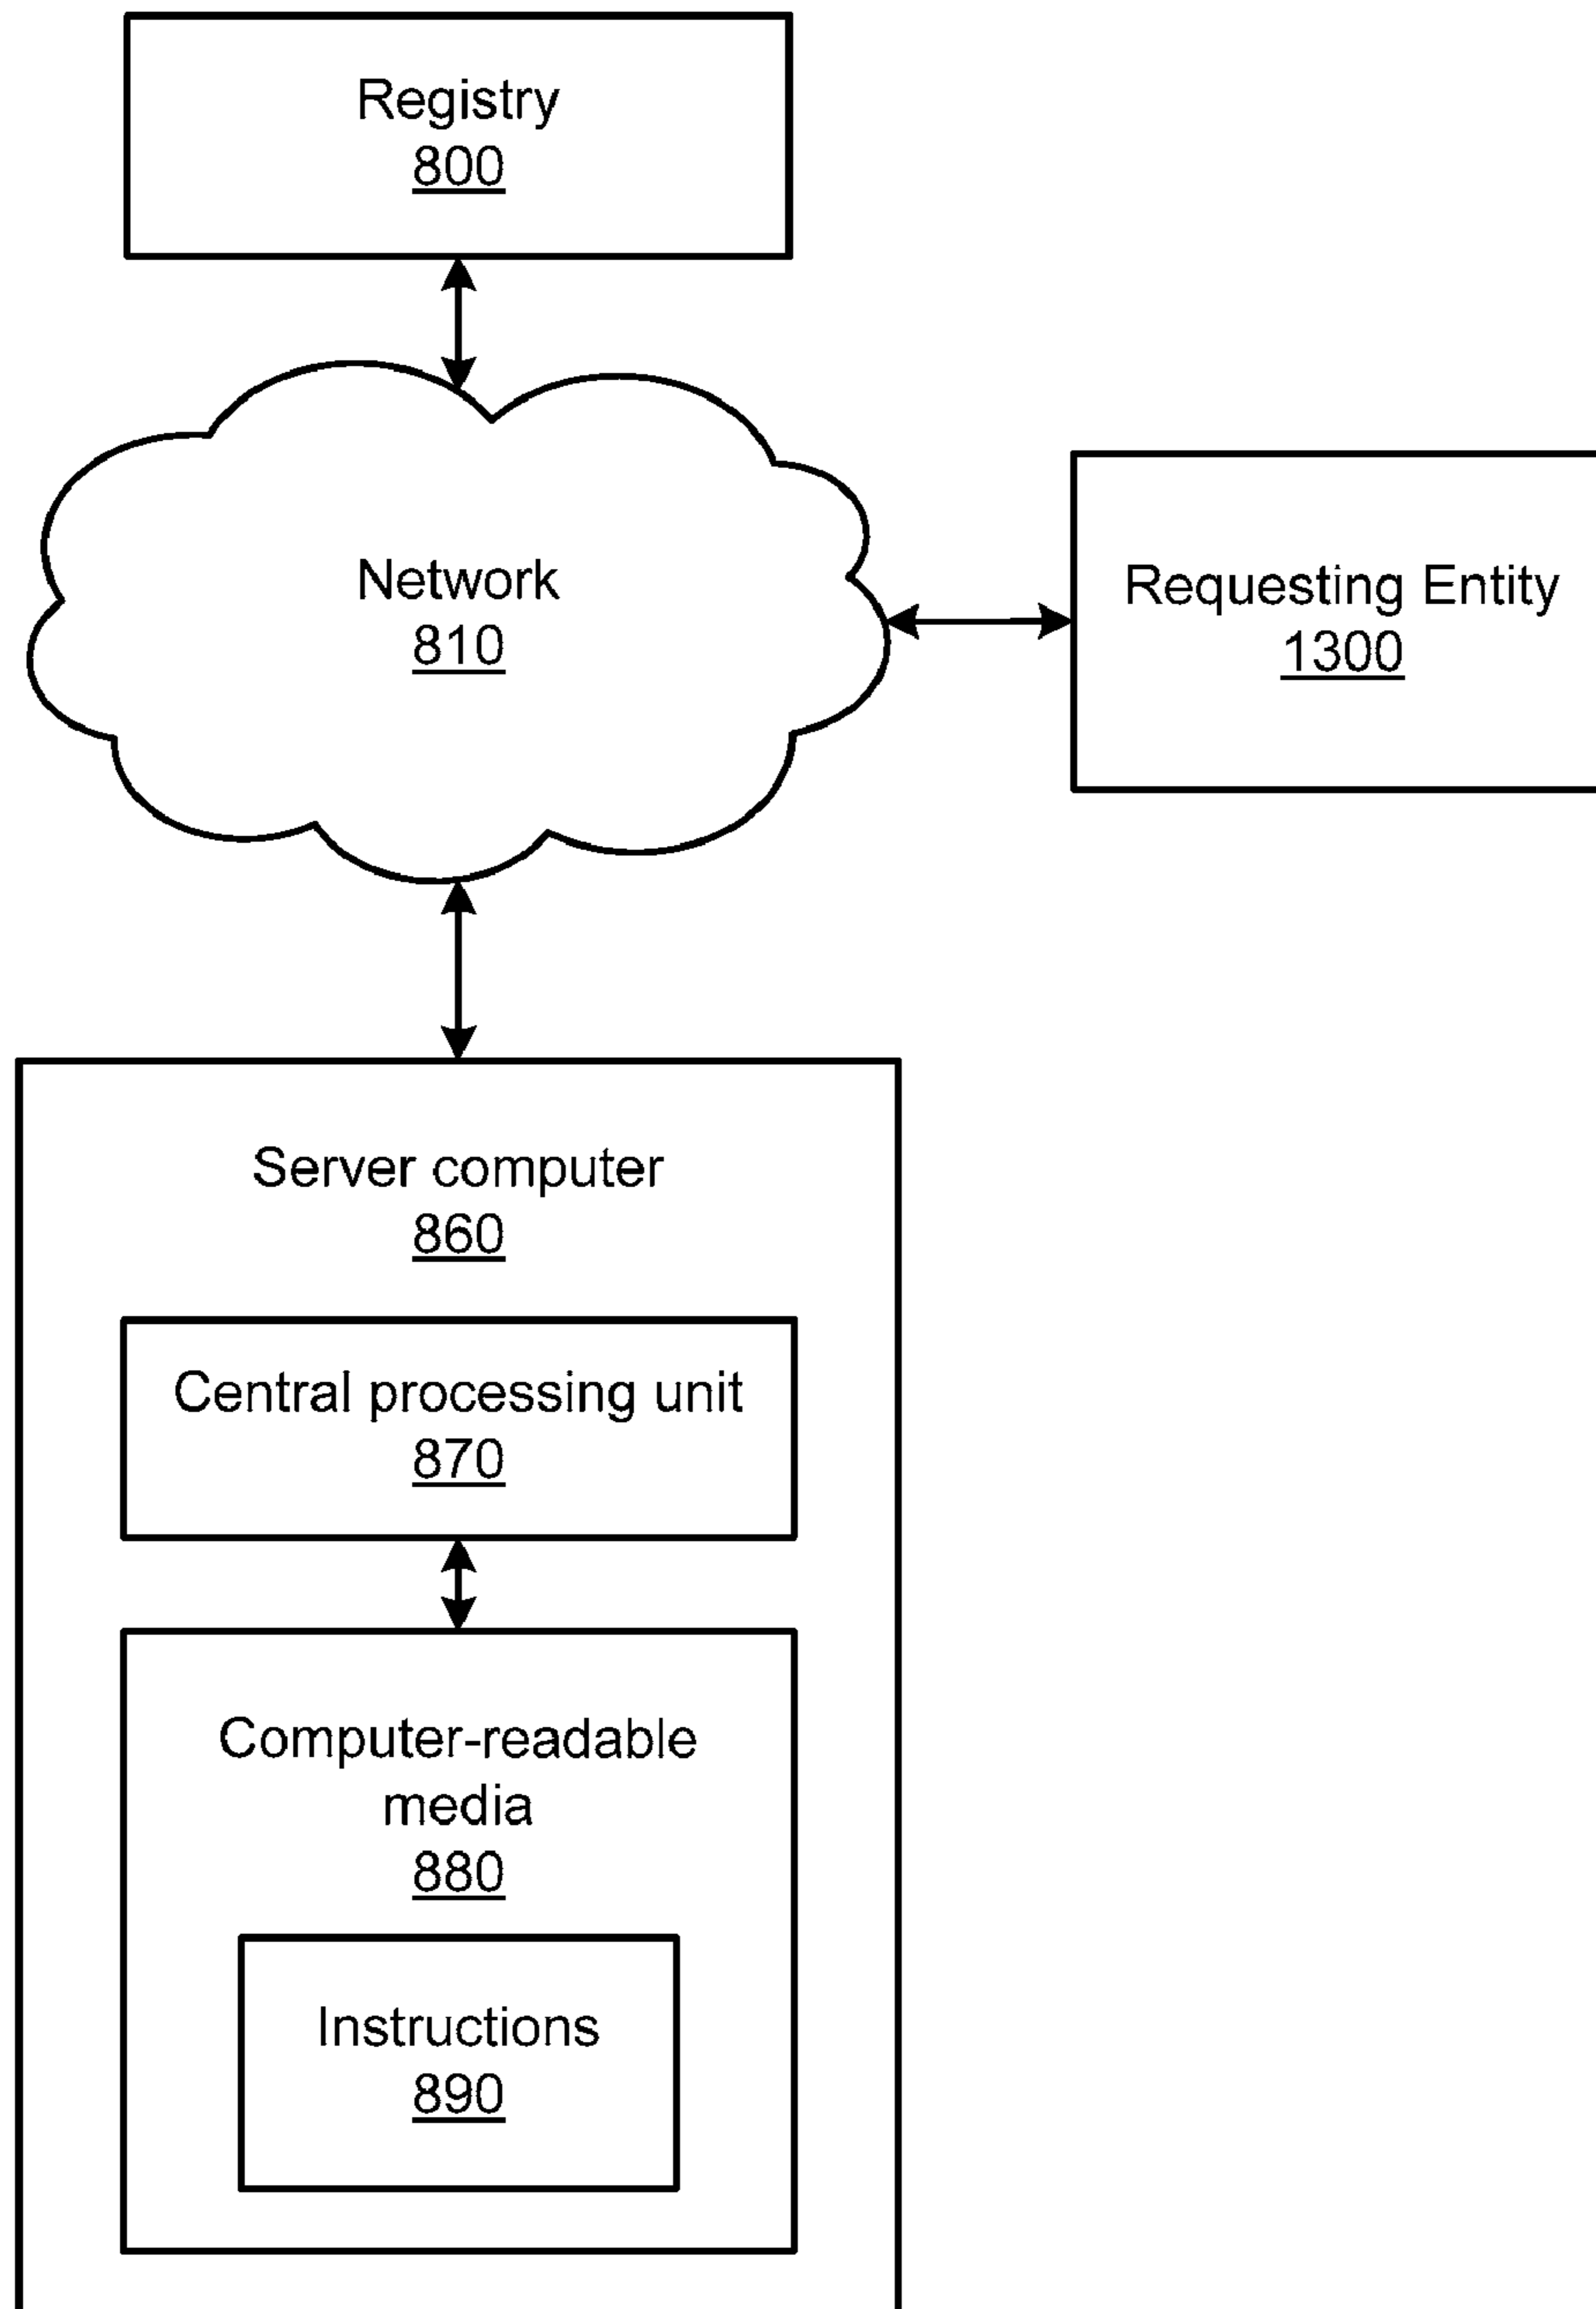 Registry
800
Network
810
Requesting Entity
1300
Server computer
860
Central processing unit
870
Computer-readable
media
880
Instructions
890